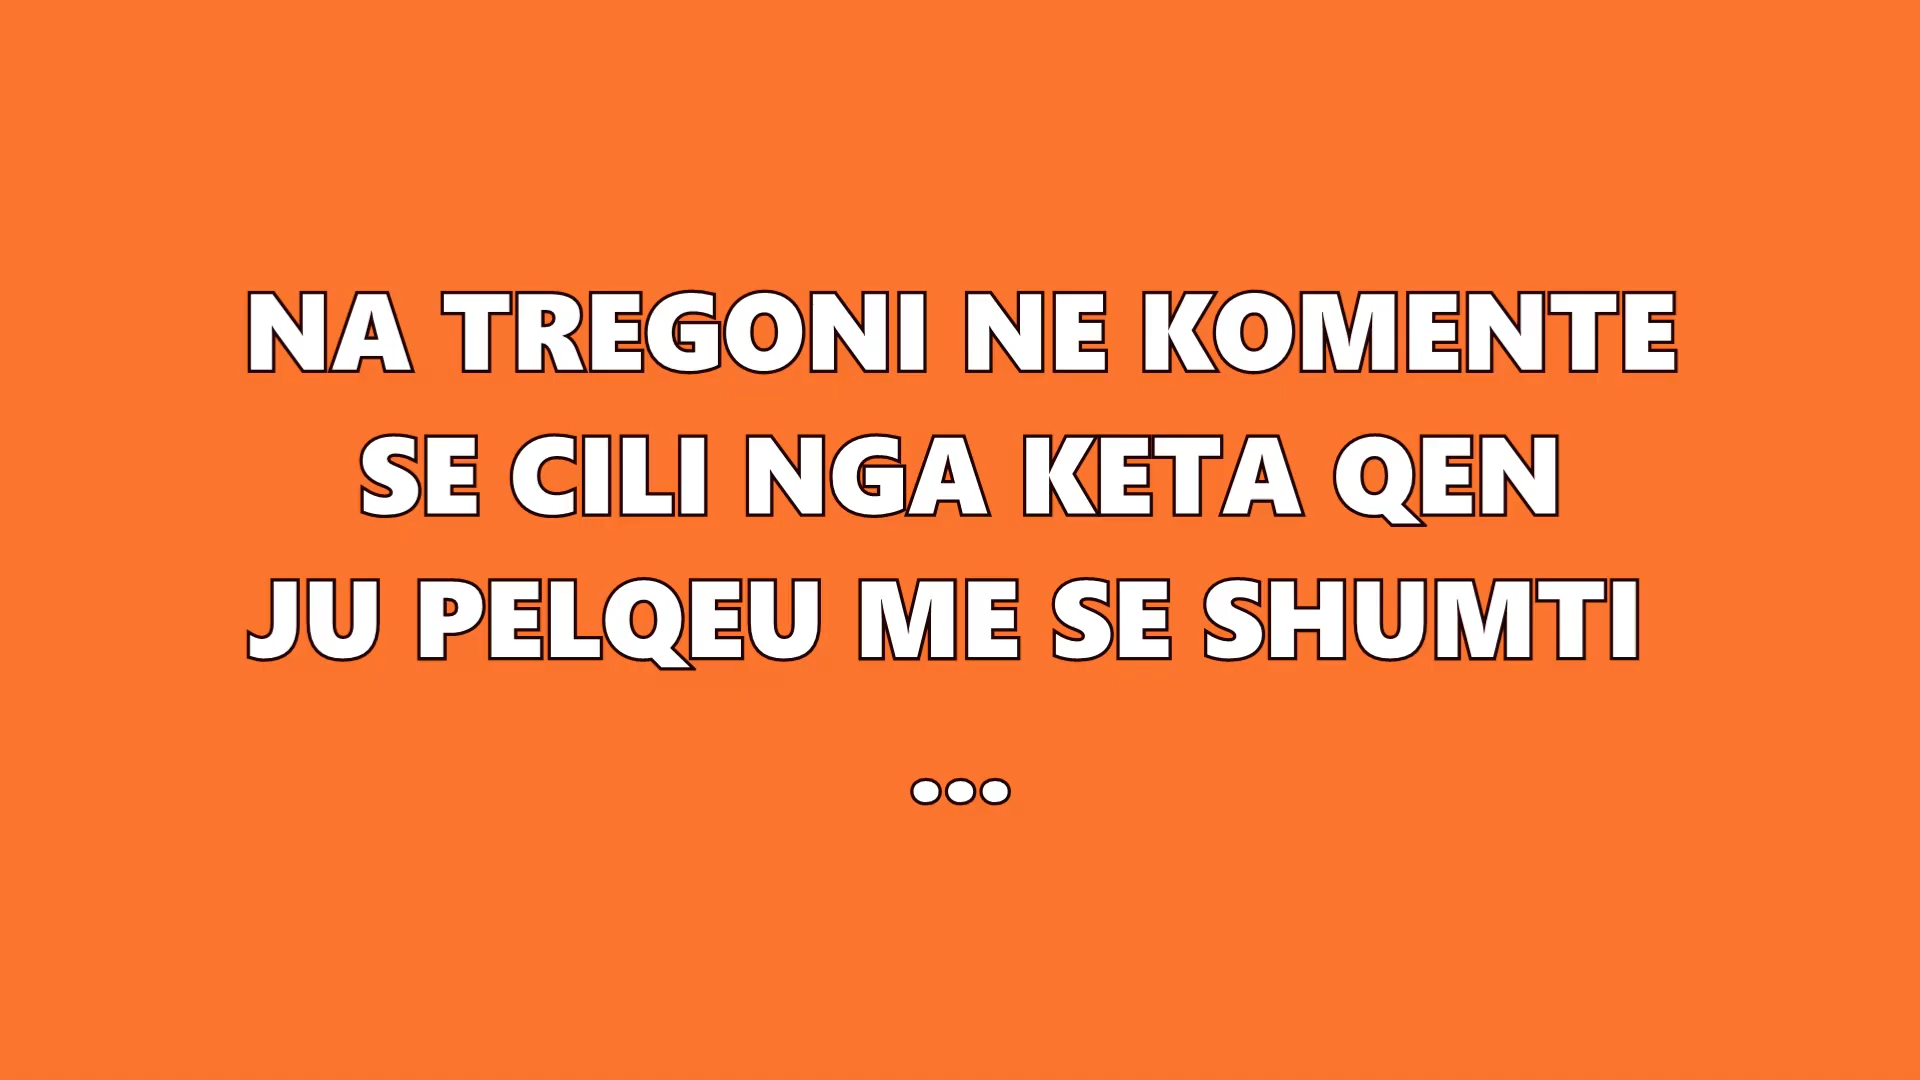 NA TREGONI NE KOMENTE
SE CILI NGA KETA QEN
JU PELQEU ME SE SHUMTI
...